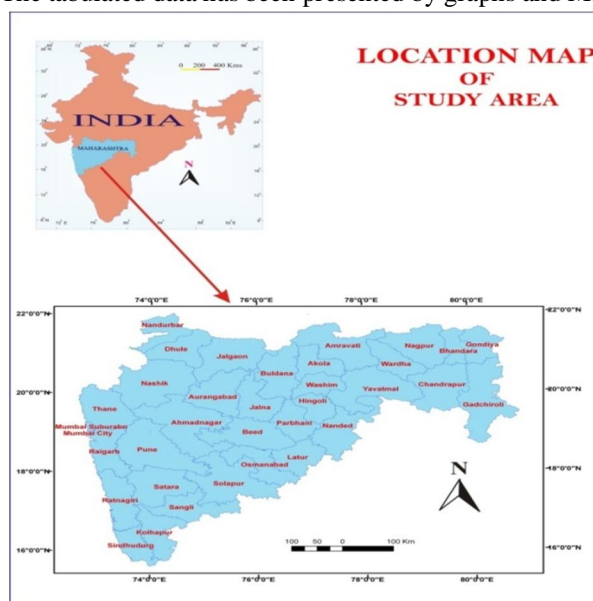 The tabulated data has been presented by graphs and M
LOCATION MAP
OF
STUDY AREA
0 200 400 Kms
INDIA
MAHARASHTRA
N
74°0'0"E 76°0'0"E 78°0'0"E 80°0'0"E
22°0'0"N 22°0'0"N
Nandurbar
Dhule Jalgaon Amravati Nagpur Gondiya
Bhandara
Buldana Akola Wardha
Nashik Washim Yavatmal Chandrapur
20°0'0"N 20°0'0"N
Aurangabad Jalna Hingoli Gadchiroli
Thane
Ahmadnagar Parbhani Nanded
Mumbai Suburabn
Mumbai City Beed
Raigarh Pune Latur
Osmanabad
18°0'0"N 18°0'0"N
Satara Solapur
Ratnagiri
Sangli
N
Kolhapur
Sindhudurg
100 50 0 100 Km
16°0'0"N 16°0'0"N
74°0'0"E 76°0'0"E 78°0'0"E 80°0'0"E